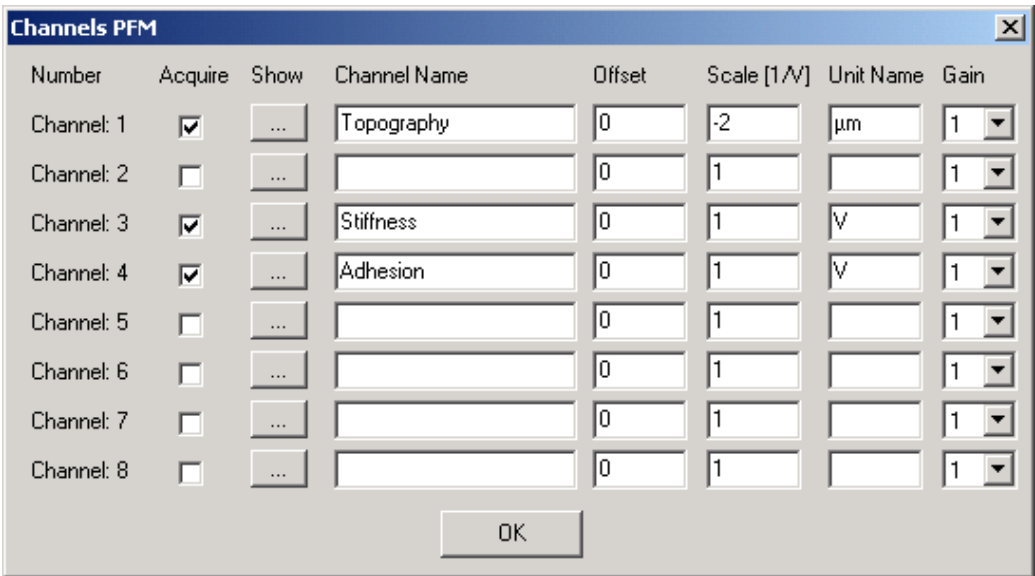 Channels PFM
Number Acquire Show Channel Name Offset Scale [1/V] Unit Name Gain
Channel: 1 ... Topography 0 -2 µm 1
Channel: 2 ... 0 1 1
Channel: 3 ... Stiffness 0 1 V 1
Channel: 4 ... Adhesion 0 1 V 1
Channel: 5 ... 0 1 1
Channel: 6 ... 0 1 1
Channel: 7 ... 0 1 1
Channel: 8 ... 0 1 1
OK